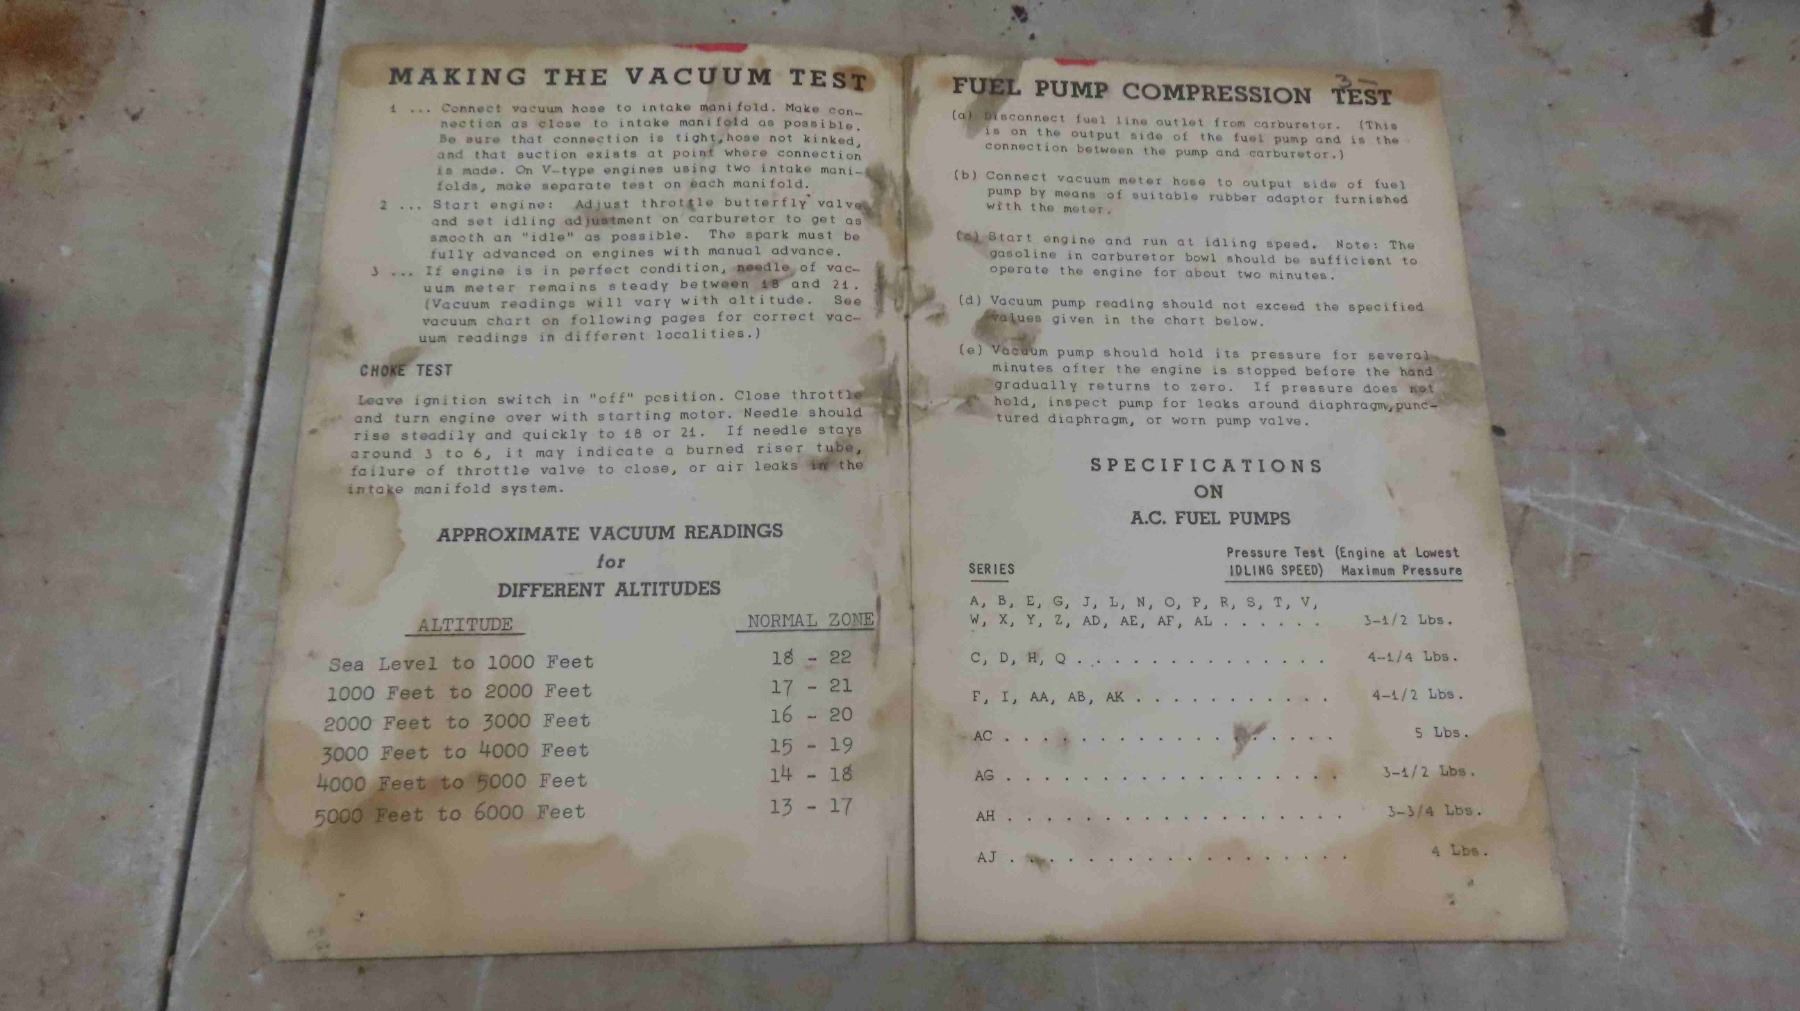 MAKING THE VACUUM TEST
1 ... Connect vacuum hose to intake manifold. Make con-
nection as close to intake manifold as possible.
Be sure that connection is tight,hose not kinked,
and that suction exists at point where connection
is made. On V-type engines using two intake mani-
folds, make separate test on each manifold.
2 ... Start engine: Adjust throttle butterfly valve
and set idling adjustment on carburetor to get as
smooth an "idle" as possible. The spark must be
fully advanced on engines with manual advance.
3 ... If engine is in perfect condition, needle of vac-
uum meter remains steady between 18 and 21.
(Vacuum readings will vary with altitude. See
vacuum chart on following pages for correct vac-
uum readings in different localities.)
CHOKE TEST
Leave ignition switch in "off" position. Close throttle
and turn engine over with starting motor. Needle should
rise steadily and quickly to 18 or 21. If needle stays
around 3 to 6, it may indicate a burned riser tube,
failure of throttle valve to close, or air leaks in the
intake manifold system.
APPROXIMATE VACUUM READINGS
for
DIFFERENT ALTITUDES
ALTITUDE NORMAL ZONE
Sea Level to 1000 Feet 18 - 22
1000 Feet to 2000 Feet 17 - 21
2000 Feet to 3000 Feet 16 - 20
3000 Feet to 4000 Feet 15 - 19
4000 Feet to 5000 Feet 14 - 18
5000 Feet to 6000 Feet 13 - 17
3 —
FUEL PUMP COMPRESSION TEST
(a) Disconnect fuel line outlet from carburetor. (This
is on the output side of the fuel pump and is the
connection between the pump and carburetor.)
(b) Connect vacuum meter hose to output side of fuel
pump by means of suitable rubber adaptor furnished
with the meter.
(c) Start engine and run at idling speed. Note: The
gasoline in carburetor bowl should be sufficient to
operate the engine for about two minutes.
(d) Vacuum pump reading should not exceed the specified
values given in the chart below.
(e) Vacuum pump should hold its pressure for several
minutes after the engine is stopped before the hand
gradually returns to zero. If pressure does not
hold, inspect pump for leaks around diaphragm,punc-
tured diaphragm, or worn pump valve.
SPECIFICATIONS
ON
A.C. FUEL PUMPS
Pressure Test (Engine at Lowest
SERIES IDLING SPEED) Maximum Pressure
A, B, E, G, J, L, N, O, P, R, S, T, V,
W, X, Y, Z, AD, AE, AF, AL . . . . . . 3-1/2 Lbs.
C, D, H, Q . . . . . . . . . . . . . . 4-1/4 Lbs.
F, I, AA, AB, AK . . . . . . . . . . . 4-1/2 Lbs.
AC . . . . . . . . . . . . . . . . . . 5 Lbs.
AG . . . . . . . . . . . . . . . . . . 3-1/2 Lbs.
AH . . . . . . . . . . . . . . . . . . 3-3/4 Lbs.
AJ . . . . . . . . . . . . . . . . . . 4 Lbs.